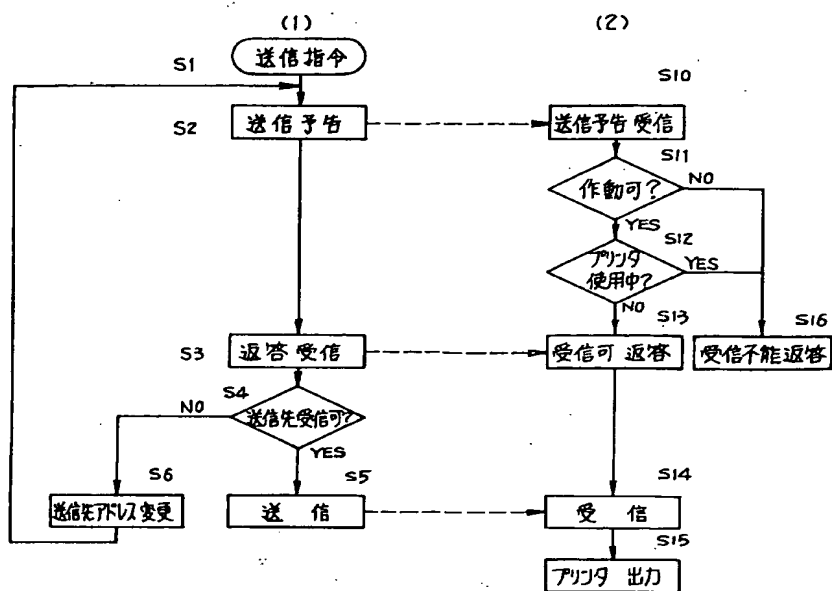 (1)
(2)
送信指令
S1
S10
S2
送信予告
送信予告受信
S11
作動可?
NO
YES
S12
プリンタ
使用中?
YES
NO
S13
S16
S3
返答受信
受信可返答
受信不能返答
S4
送信先受信可?
NO
YES
S6
S5
S14
送信先アドレス変更
送信
受信
S15
プリンタ出力